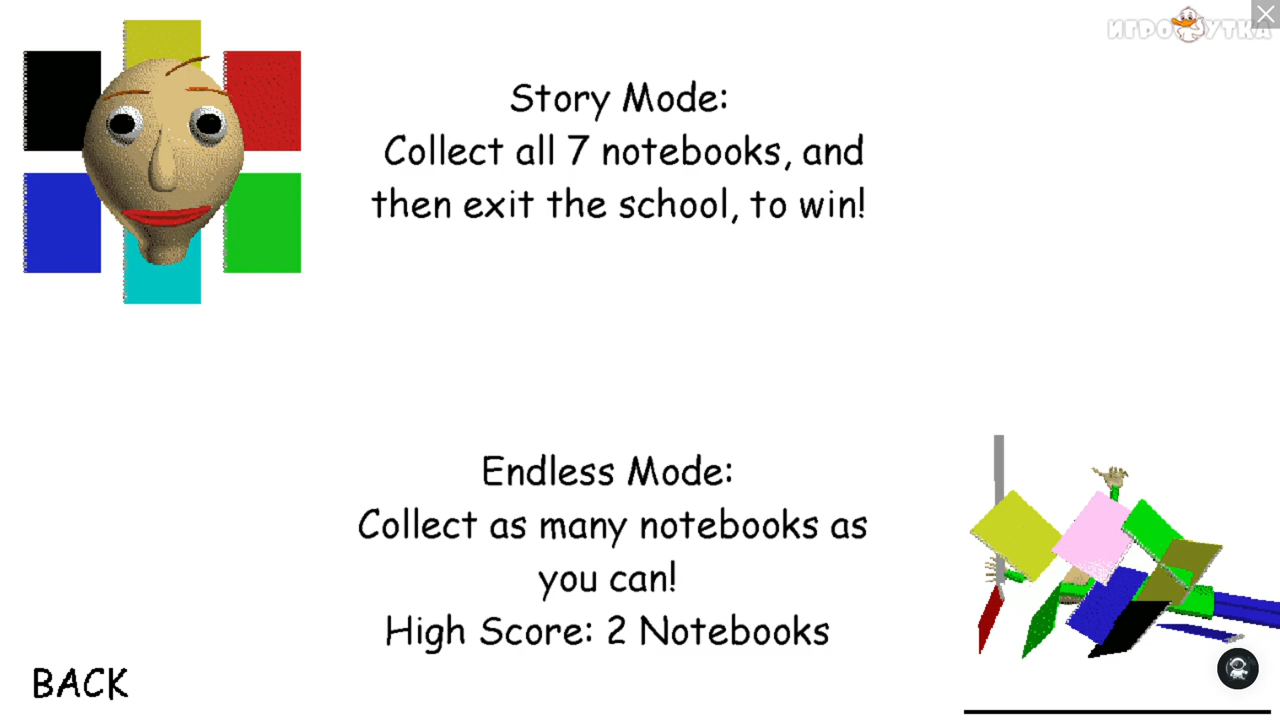 ИГРОУТКА
Story Mode:
Collect all 7 notebooks, and
then exit the school, to win!
Endless Mode:
Collect as many notebooks as
you can!
High Score: 2 Notebooks
BACK